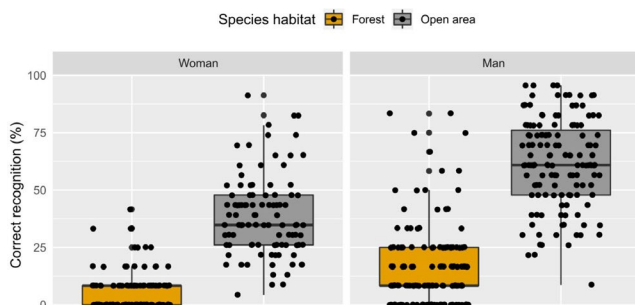 Species habitat Forest Open area
Woman Man
Correct recognition (%)
100
75
50
25
0